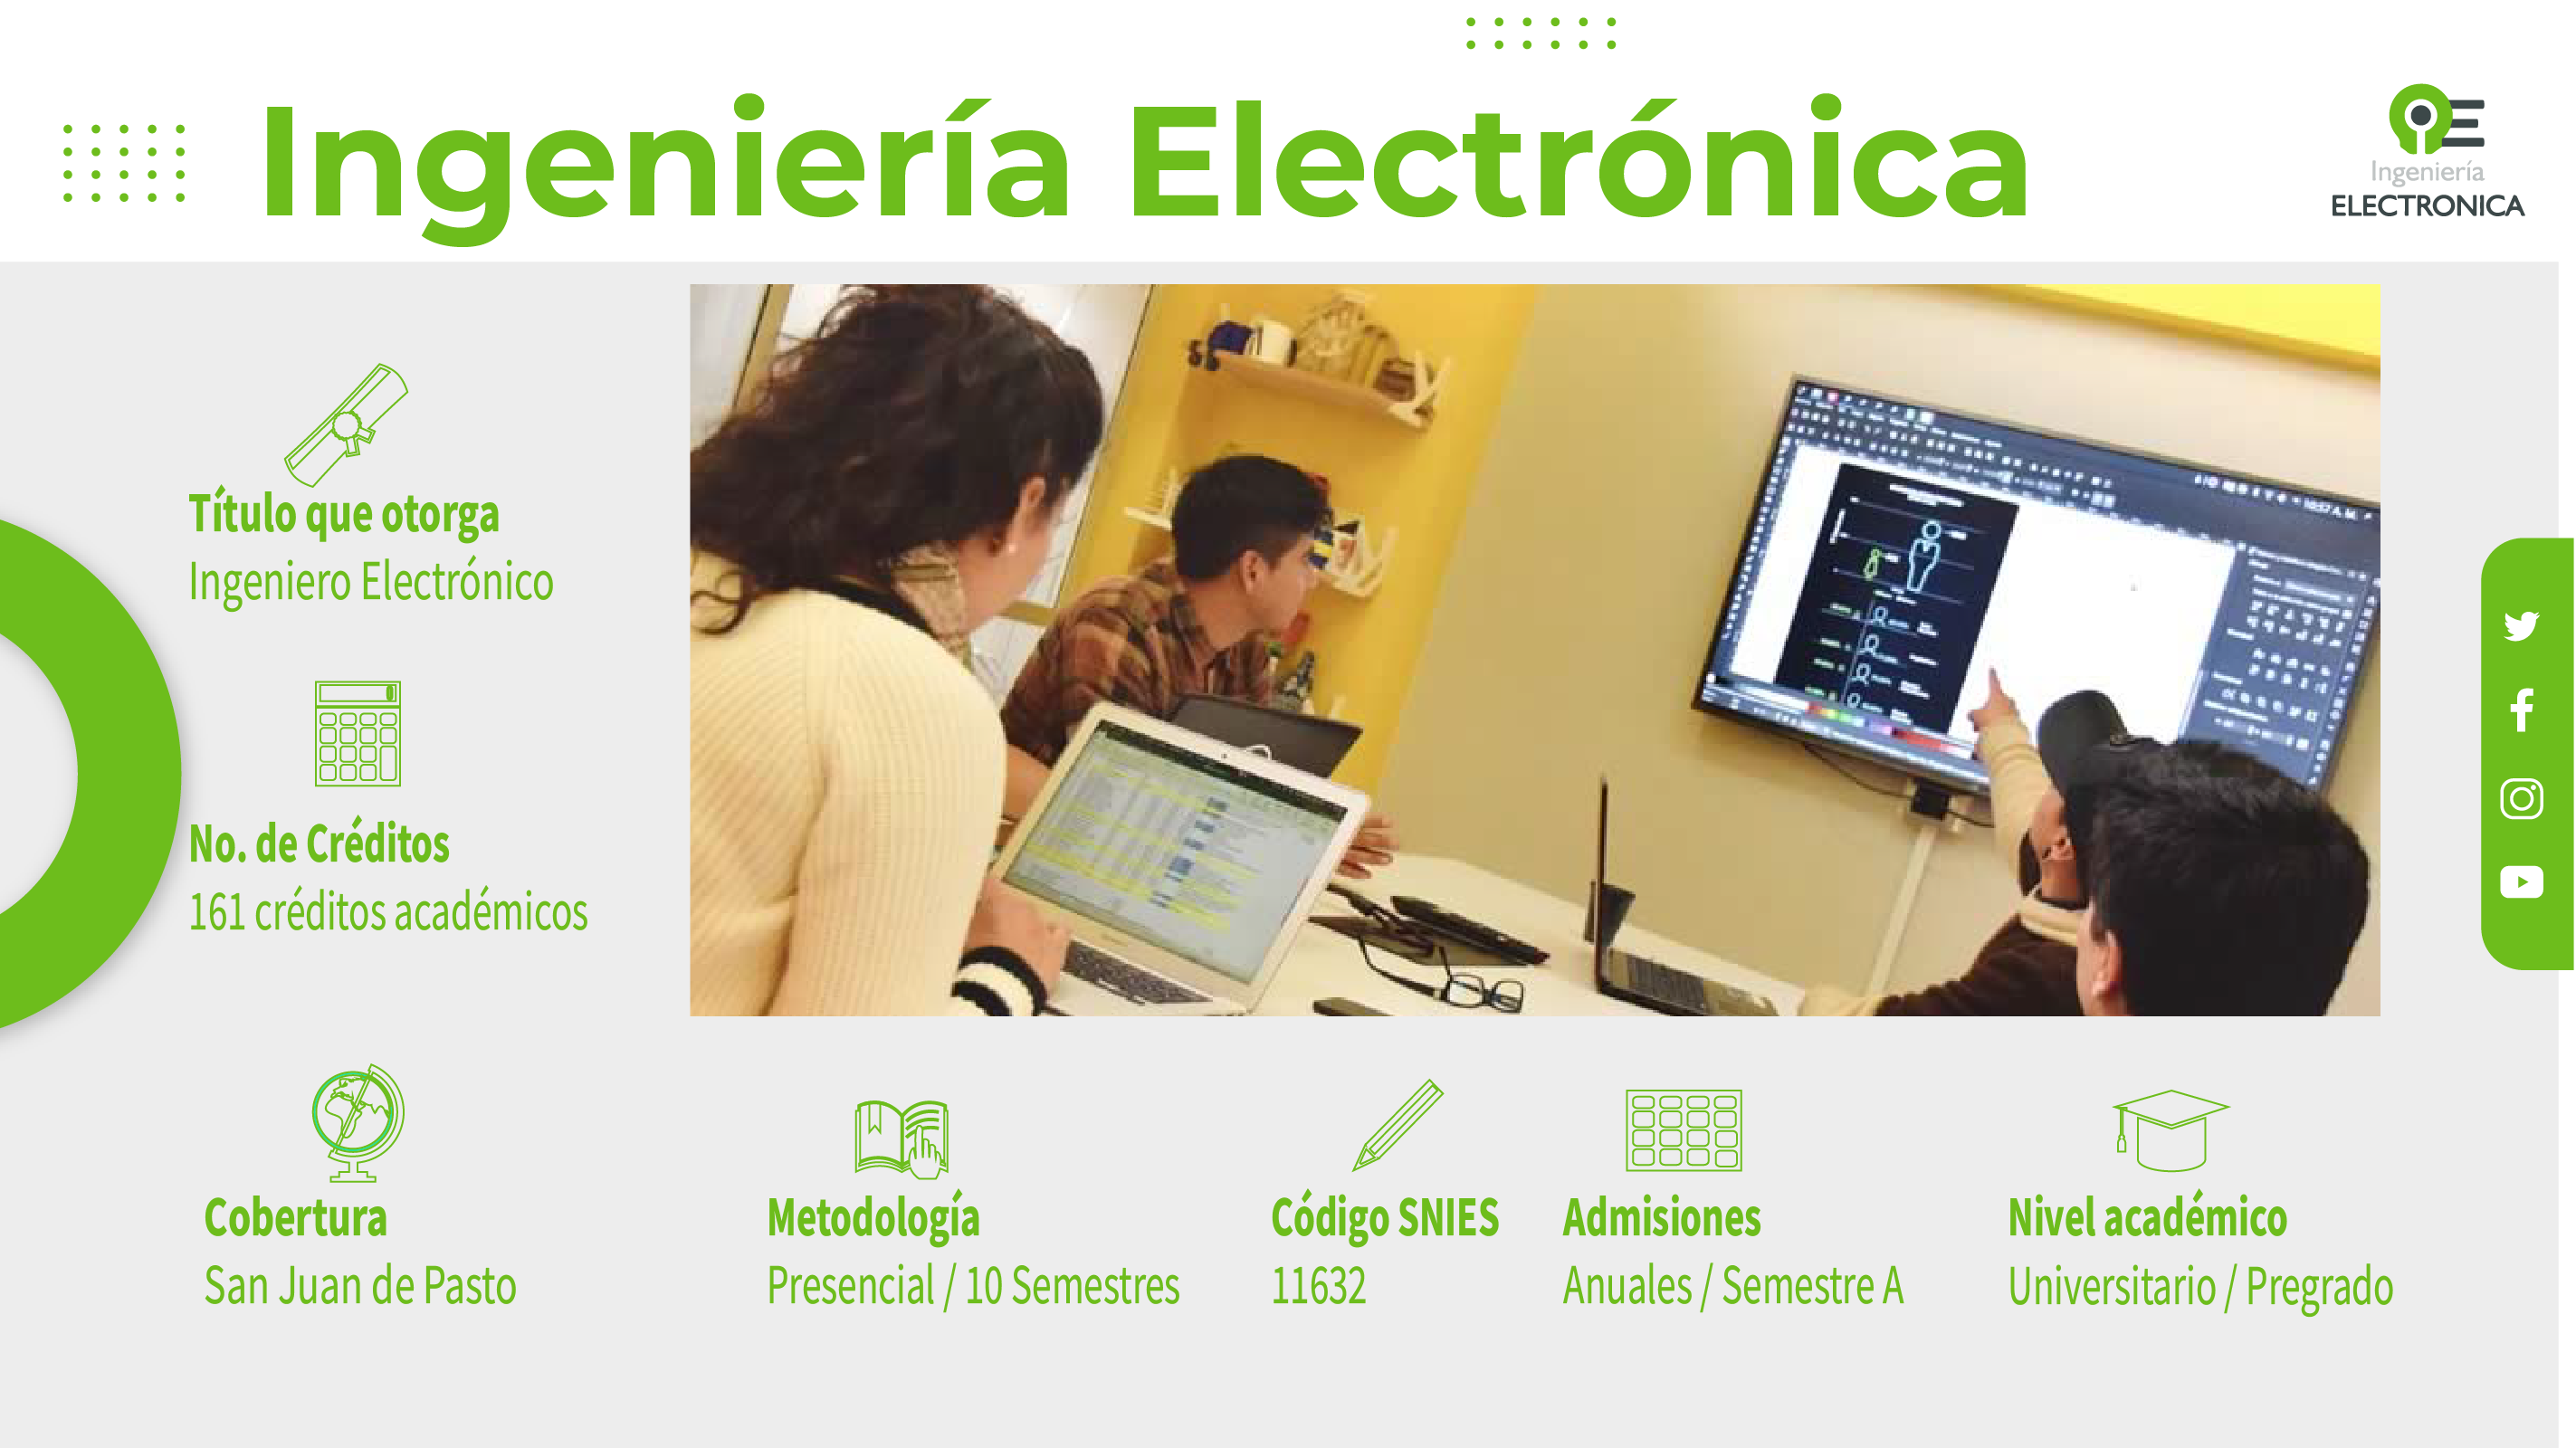 Ingeniería Electrónica
Ingeniería
ELECTRONICA
Título que otorga
Ingeniero Electrónico
No. de Créditos
161 créditos académicos
Cobertura
San Juan de Pasto
Metodología
Presencial / 10 Semestres
Código SNIES
11632
Admisiones
Anuales / Semestre A
Nivel académico
Universitario / Pregrado